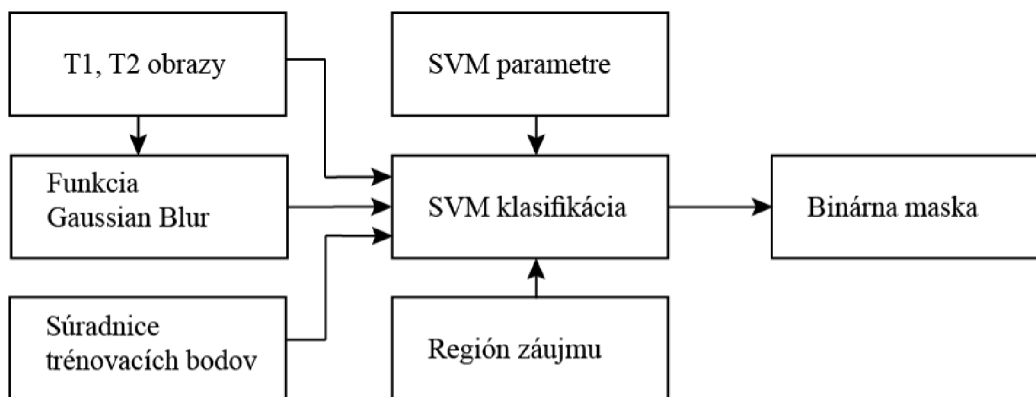 T1, T2 obrazy
SVM parametre
Funkcia
Gaussian Blur
SVM klasifikácia
Binárna maska
Súradnice
trénovacích bodov
Región záujmu